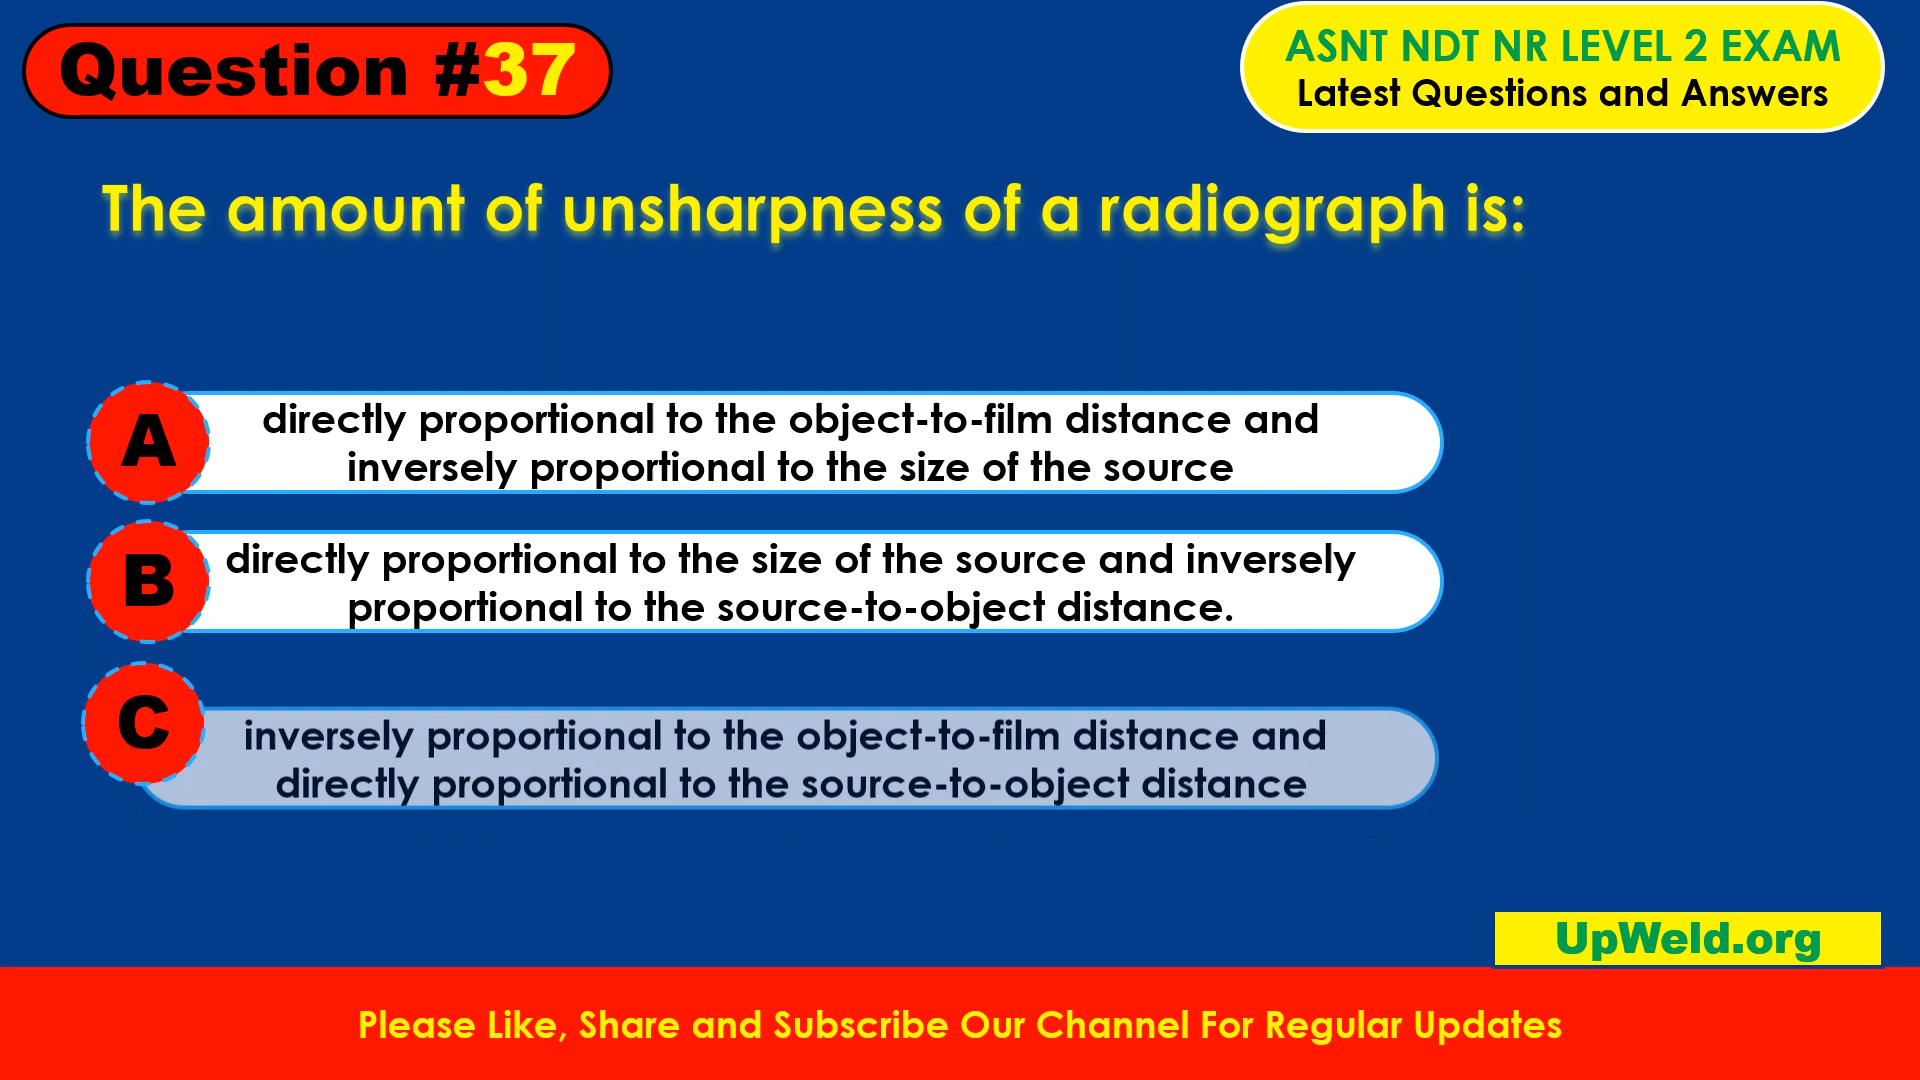 Question #37
ASNT NDT NR LEVEL 2 EXAM
Latest Questions and Answers
The amount of unsharpness of a radiograph is:
A
directly proportional to the object-to-film distance and
inversely proportional to the size of the source
B
directly proportional to the size of the source and inversely
proportional to the source-to-object distance.
C
inversely proportional to the object-to-film distance and
directly proportional to the source-to-object distance
UpWeld.org
Please Like, Share and Subscribe Our Channel For Regular Updates